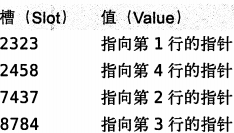 槽（Slot） 值（Value）
2323 指向第 1 行的指针
2458 指向第 4 行的指针
7437 指向第 2 行的指针
8784 指向第 3 行的指针